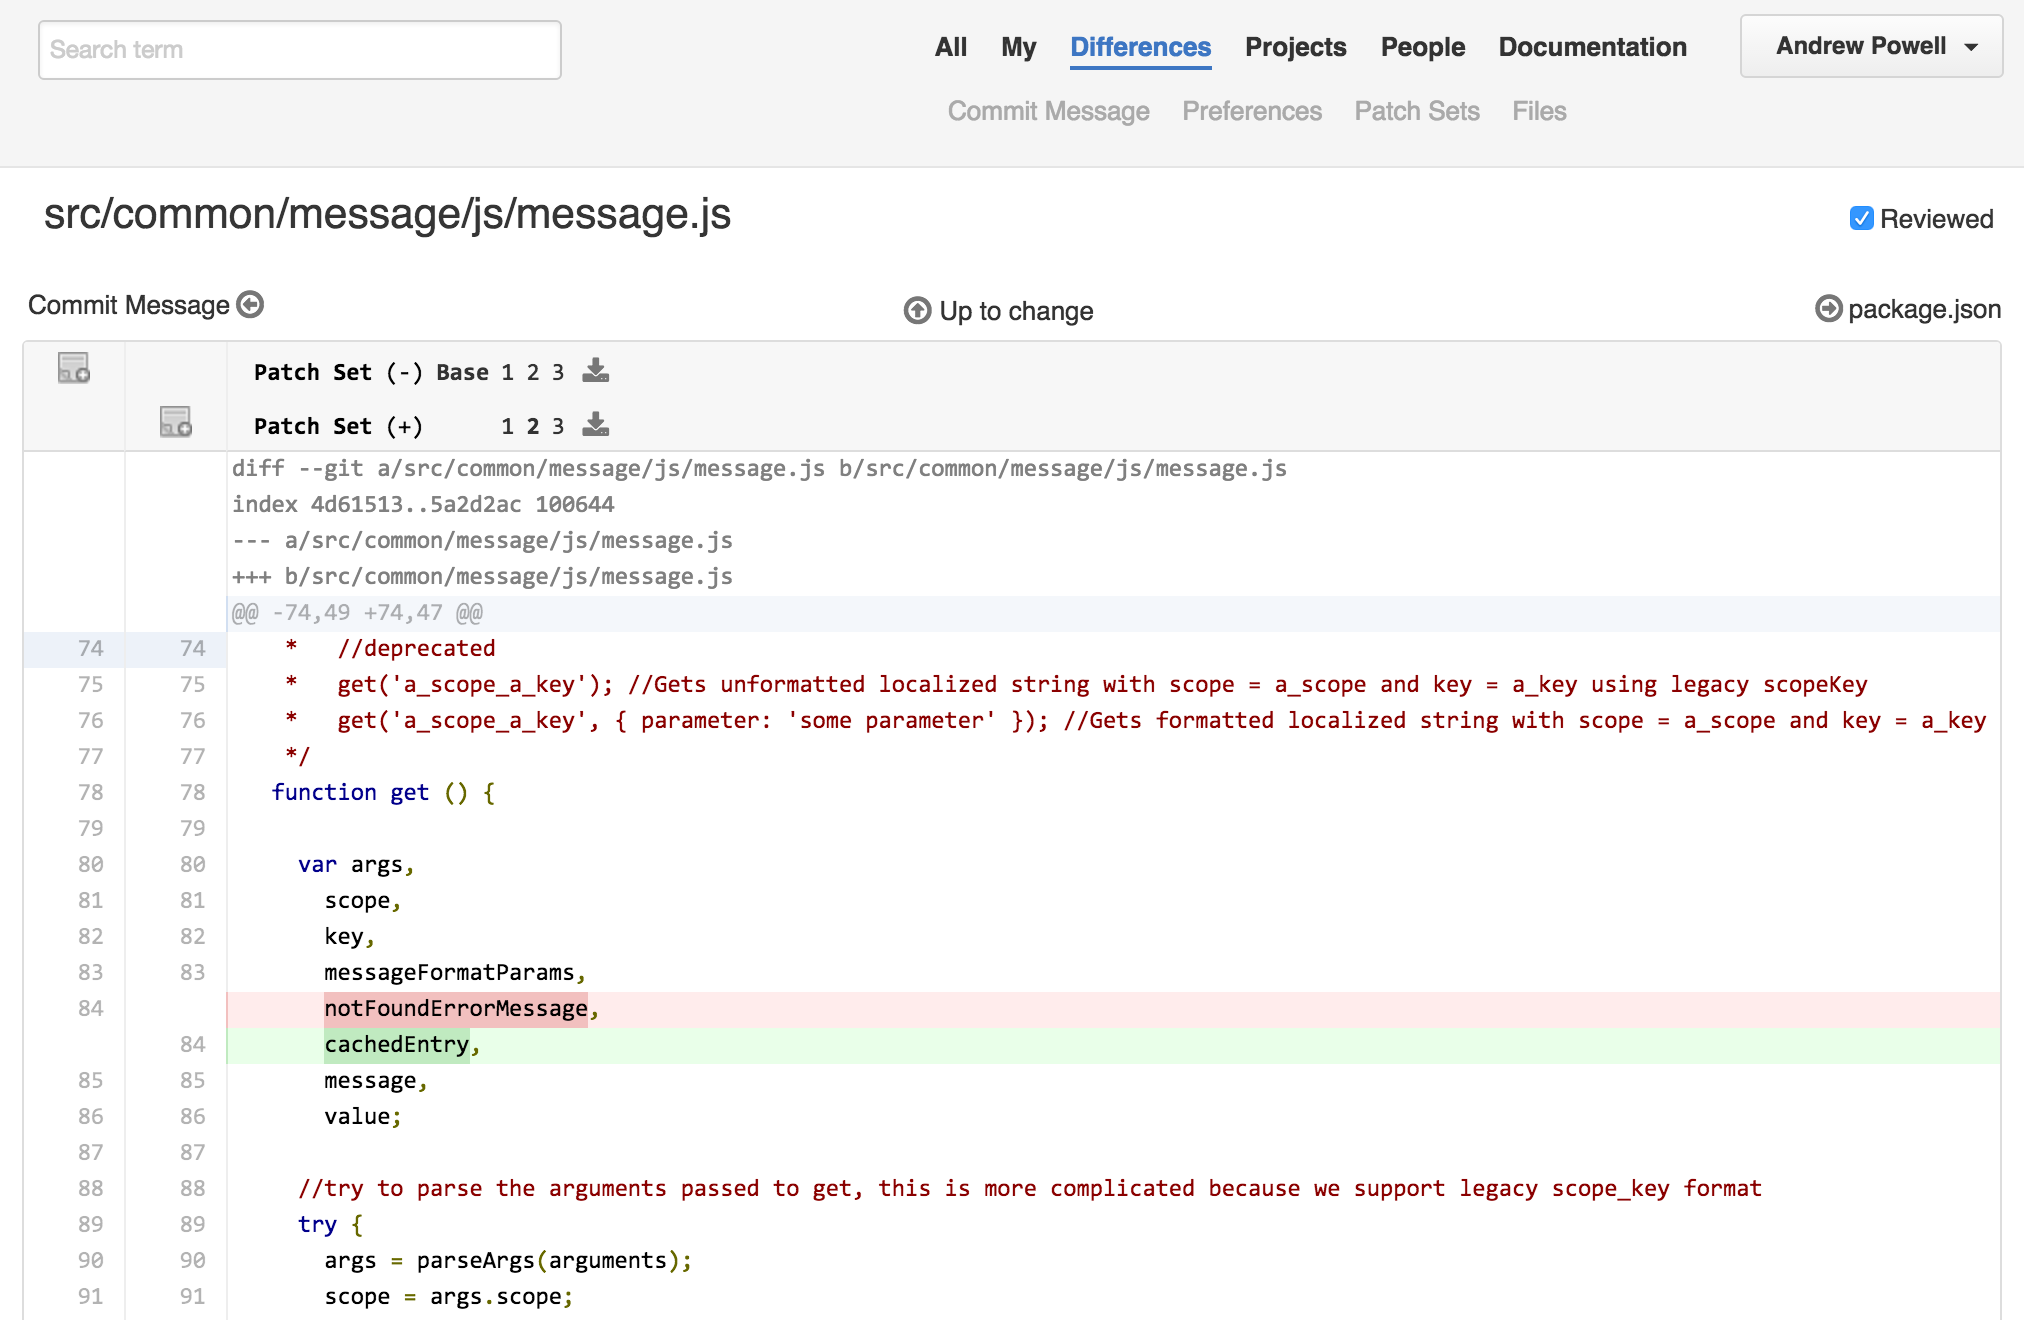 Search term
All My Differences Projects People Documentation
Andrew Powell
Commit Message Preferences Patch Sets Files
src/common/message/js/message.js
Reviewed
Commit Message
Up to change
package.json
Patch Set (-) Base 1 2 3
Patch Set (+) 1 2 3
diff --git a/src/common/message/js/message.js b/src/common/message/js/message.js
index 4d61513..5a2d2ac 100644
--- a/src/common/message/js/message.js
+++ b/src/common/message/js/message.js
@@ -74,49 +74,47 @@
74 74 * //deprecated
75 75 * get('a_scope_a_key'); //Gets unformatted localized string with scope = a_scope and key = a_key using legacy scopeKey
76 76 * get('a_scope_a_key', { parameter: 'some parameter' }); //Gets formatted localized string with scope = a_scope and key = a_key
77 77 */
78 78 function get () {
79 79
80 80 var args,
81 81 scope,
82 82 key,
83 83 messageFormatParams,
84 notFoundErrorMessage,
84 cachedEntry,
85 85 message,
86 86 value;
87 87
88 88 //try to parse the arguments passed to get, this is more complicated because we support legacy scope_key format
89 89 try {
90 90 args = parseArgs(arguments);
91 91 scope = args.scope;